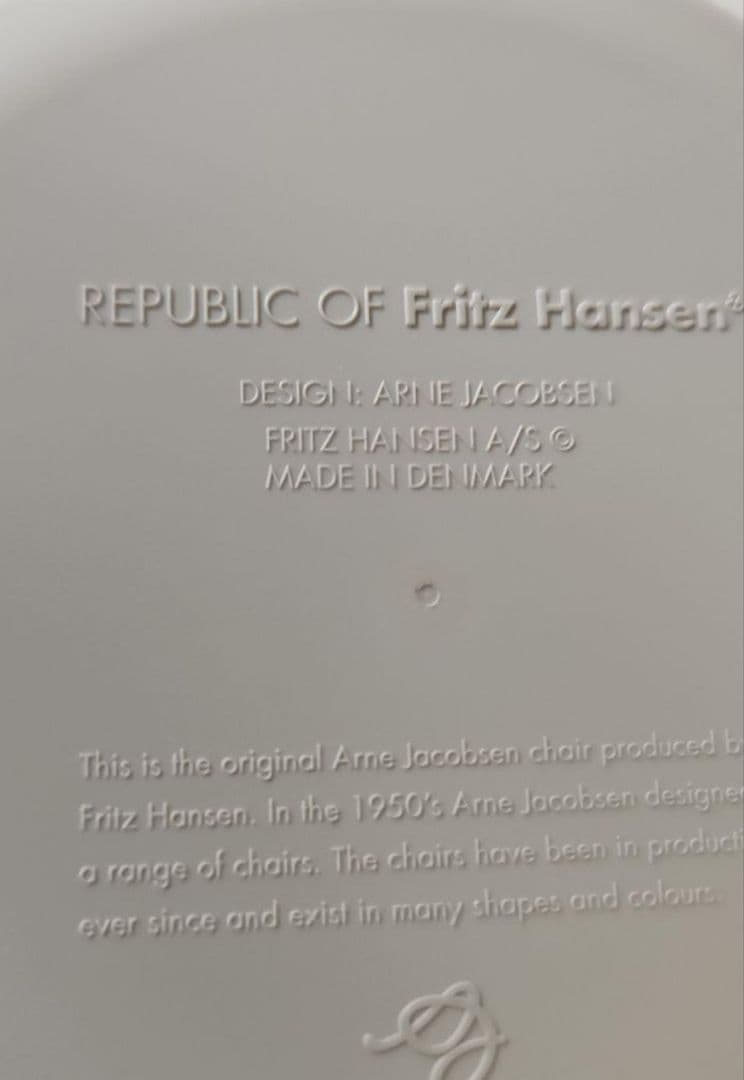 REPUBLIC OF Fritz Hansen®
DESIGN: ARNE JACOBSEN
FRITZ HANSEN A/S ©
MADE IN DENMARK
This is the original Arne Jacobsen chair produced b
Fritz Hansen. In the 1950's Arne Jacobsen designe
a range of chairs. The chairs have been in producti
ever since and exist in many shapes and colours.